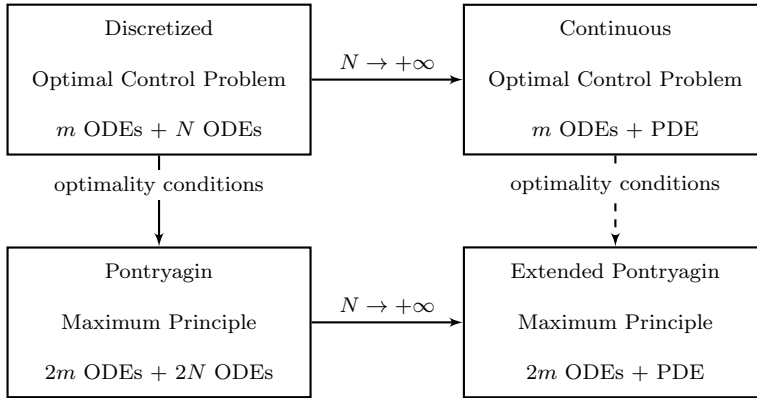 Discretized
Optimal Control Problem
m ODEs + N ODEs
N → +∞
Continuous
Optimal Control Problem
m ODEs + PDE
optimality conditions
optimality conditions
Pontryagin
Maximum Principle
2m ODEs + 2N ODEs
N → +∞
Extended Pontryagin
Maximum Principle
2m ODEs + PDE